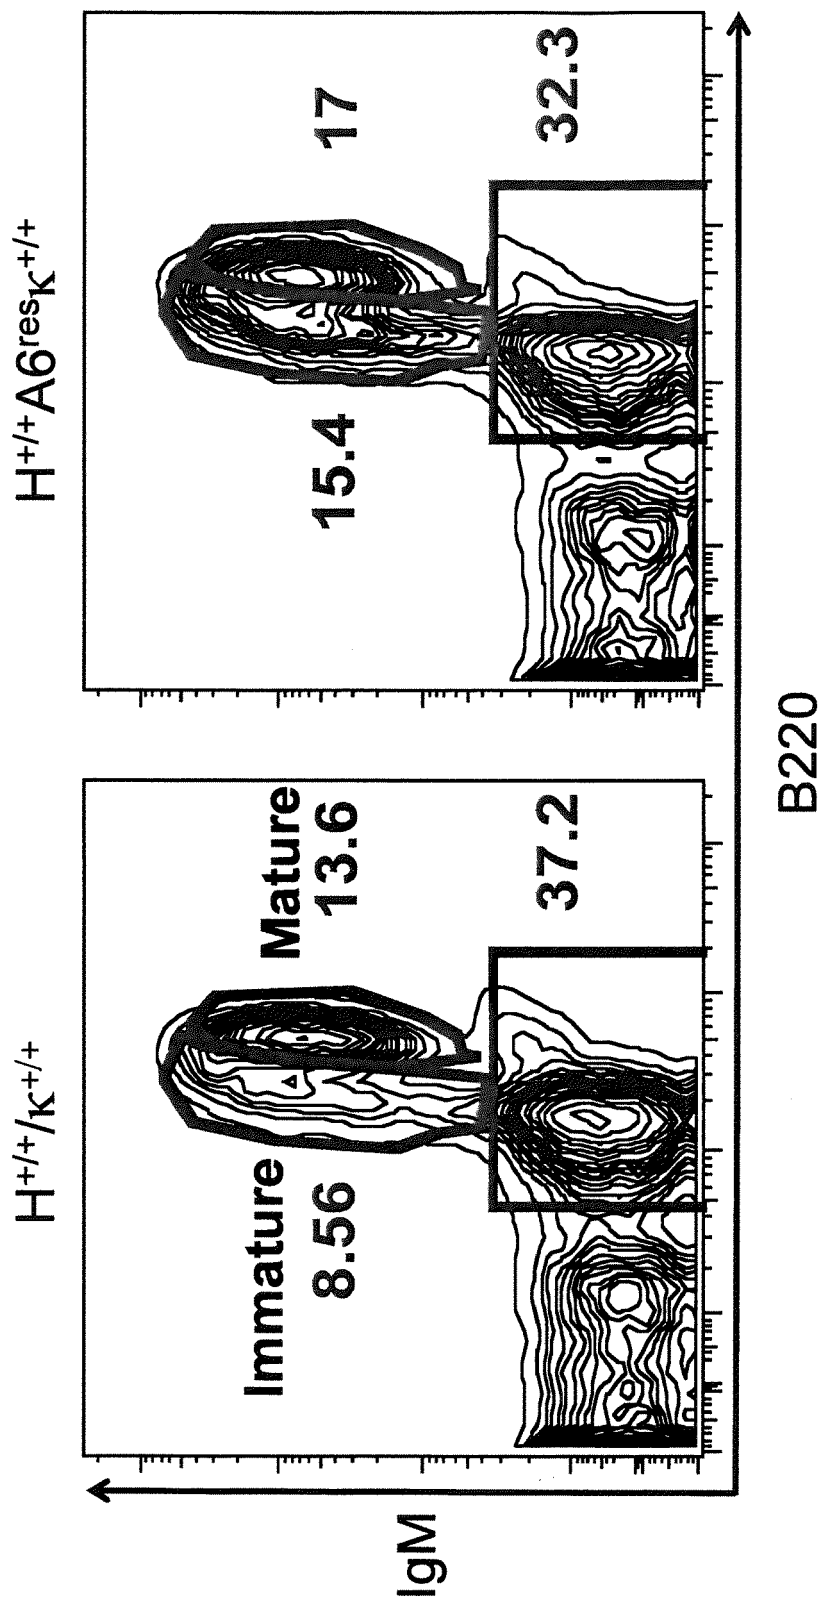 H+/+/κ+/+
H+/+A6resκ+/+
Immature
8.56
Mature
13.6
37.2
15.4
17
32.3
IgM
B220